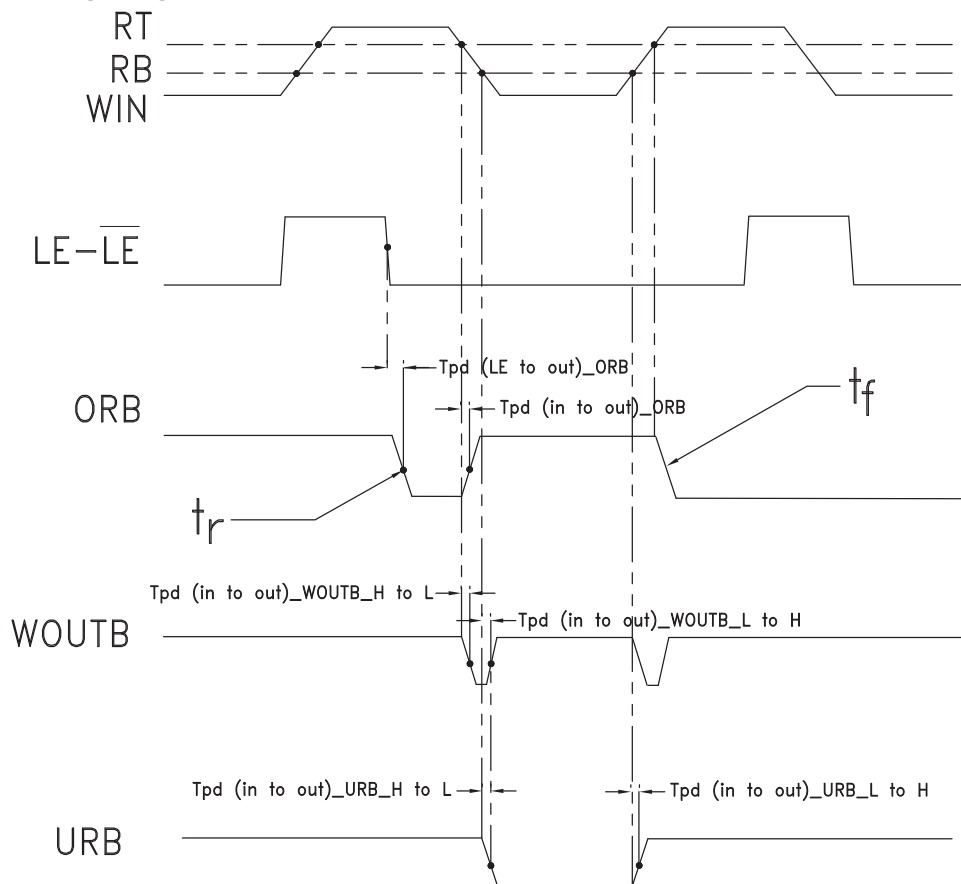 RT
RB
WIN
LE-L̅E̅
Tpd (LE to out)_ORB
ORB
Tpd (in to out)_ORB
tf
tr
Tpd (in to out)_WOUTB_H to L
WOUTB
Tpd (in to out)_WOUTB_L to H
Tpd (in to out)_URB_H to L
Tpd (in to out)_URB_L to H
URB